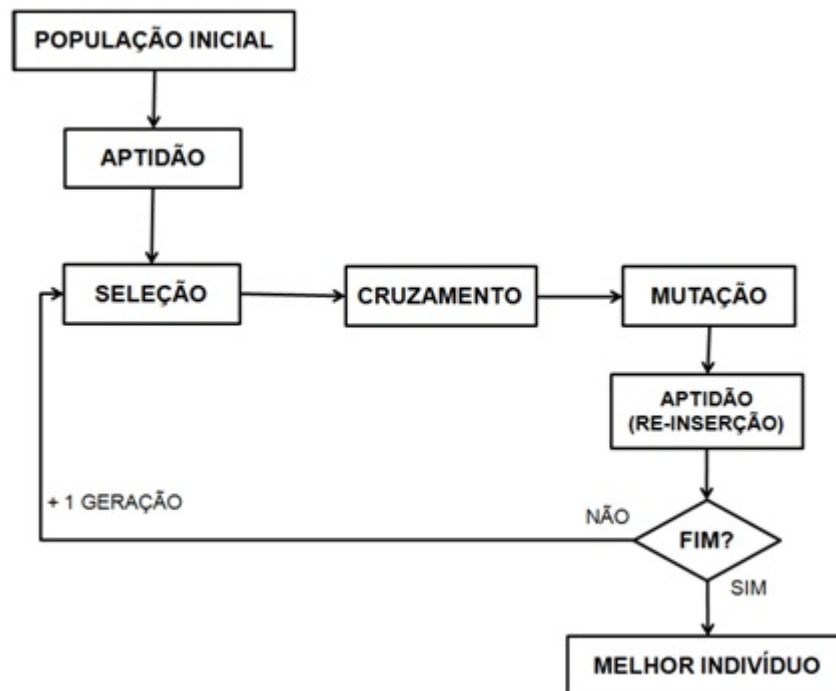 POPULAÇÃO INICIAL
APTIDÃO
SELEÇÃO
CRUZAMENTO
MUTAÇÃO
APTIDÃO
(RE-INSERÇÃO)
+ 1 GERAÇÃO
NÃO
FIM?
SIM
MELHOR INDIVÍDUO